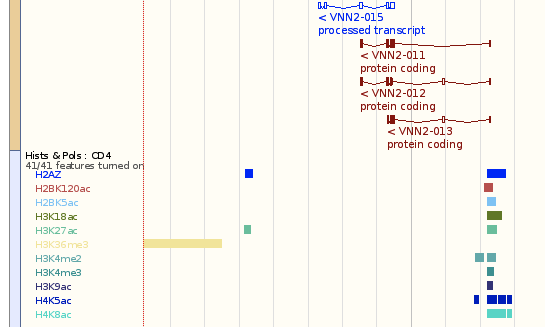 < VNN2-015
processed transcript
< VNN2-011
protein coding
< VNN2-012
protein coding
< VNN2-013
protein coding
Hists & Pols : CD4
41/41 features turned on
H2AZ
H2BK120ac
H2BK5ac
H3K18ac
H3K27ac
H3K36me3
H3K4me2
H3K4me3
H3K9ac
H4K5ac
H4K8ac